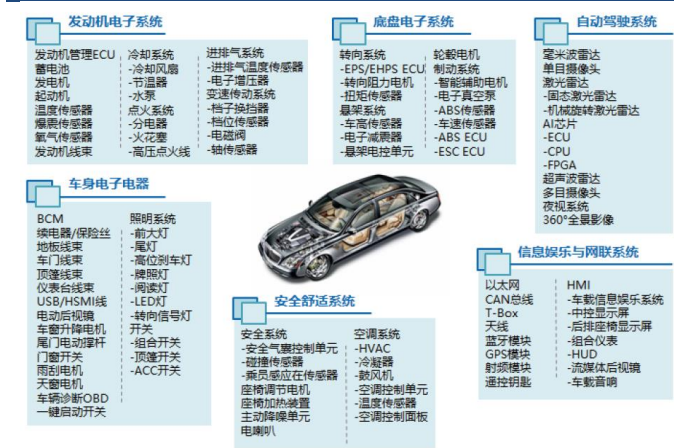 发动机电子系统
发动机管理ECU
蓄电池
发电机
起动机
温度传感器
爆震传感器
氧气传感器
发动机线束
冷却系统
-冷却风扇
-节温器
-水泵
点火系统
-分电器
-火花塞
-高压点火线
进排气系统
-进排气温度传感器
-电子增压器
变速传动系统
-档子换挡器
-档位传感器
-电磁阀
-轴传感器
底盘电子系统
转向系统
-EPS/EHPS ECU
-转向阻力电机
-扭矩传感器
悬架系统
-车高传感器
-电子减震器
-悬架电控单元
轮毂电机
制动系统
-智能辅助电机
-电子真空泵
-ABS传感器
-车速传感器
-ABS ECU
-ESC ECU
自动驾驶系统
毫米波雷达
单目摄像头
激光雷达
-固态激光雷达
-机械旋转激光雷达
AI芯片
-ECU
-CPU
-FPGA
超声波雷达
多目摄像头
夜视系统
360°全景影像
车身电子电器
BCM
续电器/保险丝
地板线束
车门线束
顶篷线束
仪表台线束
USB/HSMI线
电动后视镜
车窗升降电机
尾门电动撑杆
门窗开关
雨刮电机
天窗电机
车辆诊断OBD
一键启动开关
照明系统
-前大灯
-尾灯
-高位刹车灯
-牌照灯
-阅读灯
-LED灯
-转向信号灯
开关
-组合开关
-顶篷开关
-ACC开关
安全舒适系统
安全系统
-安全气囊控制单元
-碰撞传感器
-乘员感应在传感器
座椅调节电机
座椅加热装置
主动降噪单元
电喇叭
空调系统
-HVAC
-冷凝器
-鼓风机
-空调控制单元
-温度传感器
-空调控制面板
信息娱乐与网联系统
以太网
CAN总线
T-Box
天线
蓝牙模块
GPS模块
射频模块
遥控钥匙
HMI
-车载信息娱乐系统
-中控显示屏
-后排座椅显示屏
-组合仪表
-HUD
-流媒体后视镜
-车载音响